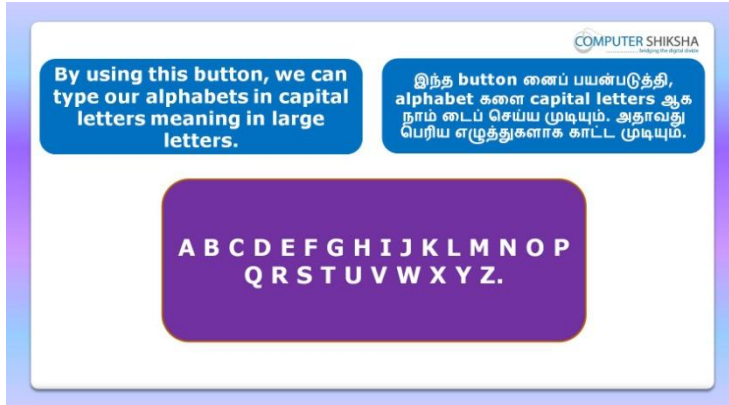 COMPUTER SHIKSHA
... bridging the digital divide
By using this button, we can
type our alphabets in capital
letters meaning in large
letters.
இந்த button னைப் பயன்படுத்தி,
alphabet களை capital letters ஆக
நாம் டைப் செய்ய முடியும். அதாவது
பெரிய எழுத்துகளாக காட்ட முடியும்.
A B C D E F G H I J K L M N O P
Q R S T U V W X Y Z.